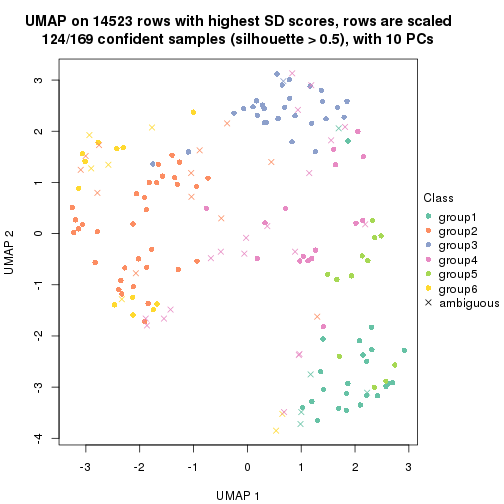 UMAP on 14523 rows with highest SD scores, rows are scaled
124/169 confident samples (silhouette > 0.5), with 10 PCs
3
2
1
0
-1
-2
-3
-4
UMAP 2
-3
-2
-1
0
1
2
3
UMAP 1
Class
group1
group2
group3
group4
group5
group6
ambiguous